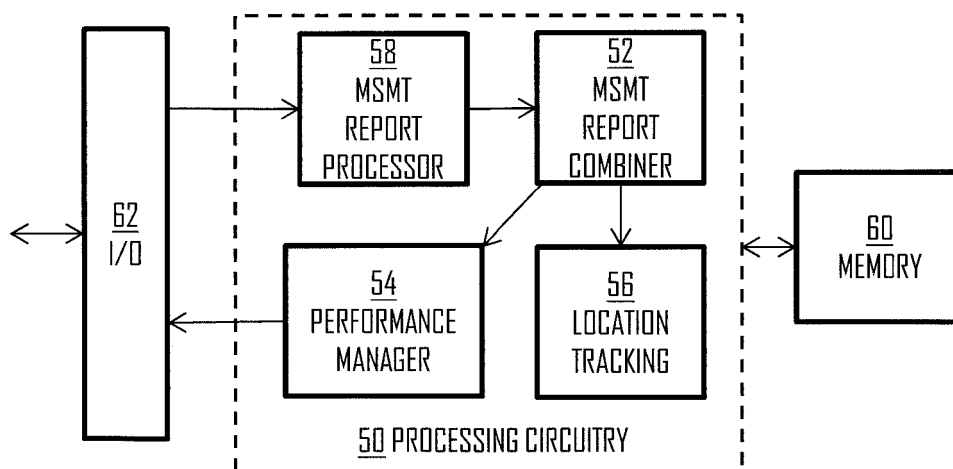 62
I/O
58
MSMT
REPORT
PROCESSOR
52
MSMT
REPORT
COMBINER
54
PERFORMANCE
MANAGER
56
LOCATION
TRACKING
50 PROCESSING CIRCUITRY
60
MEMORY